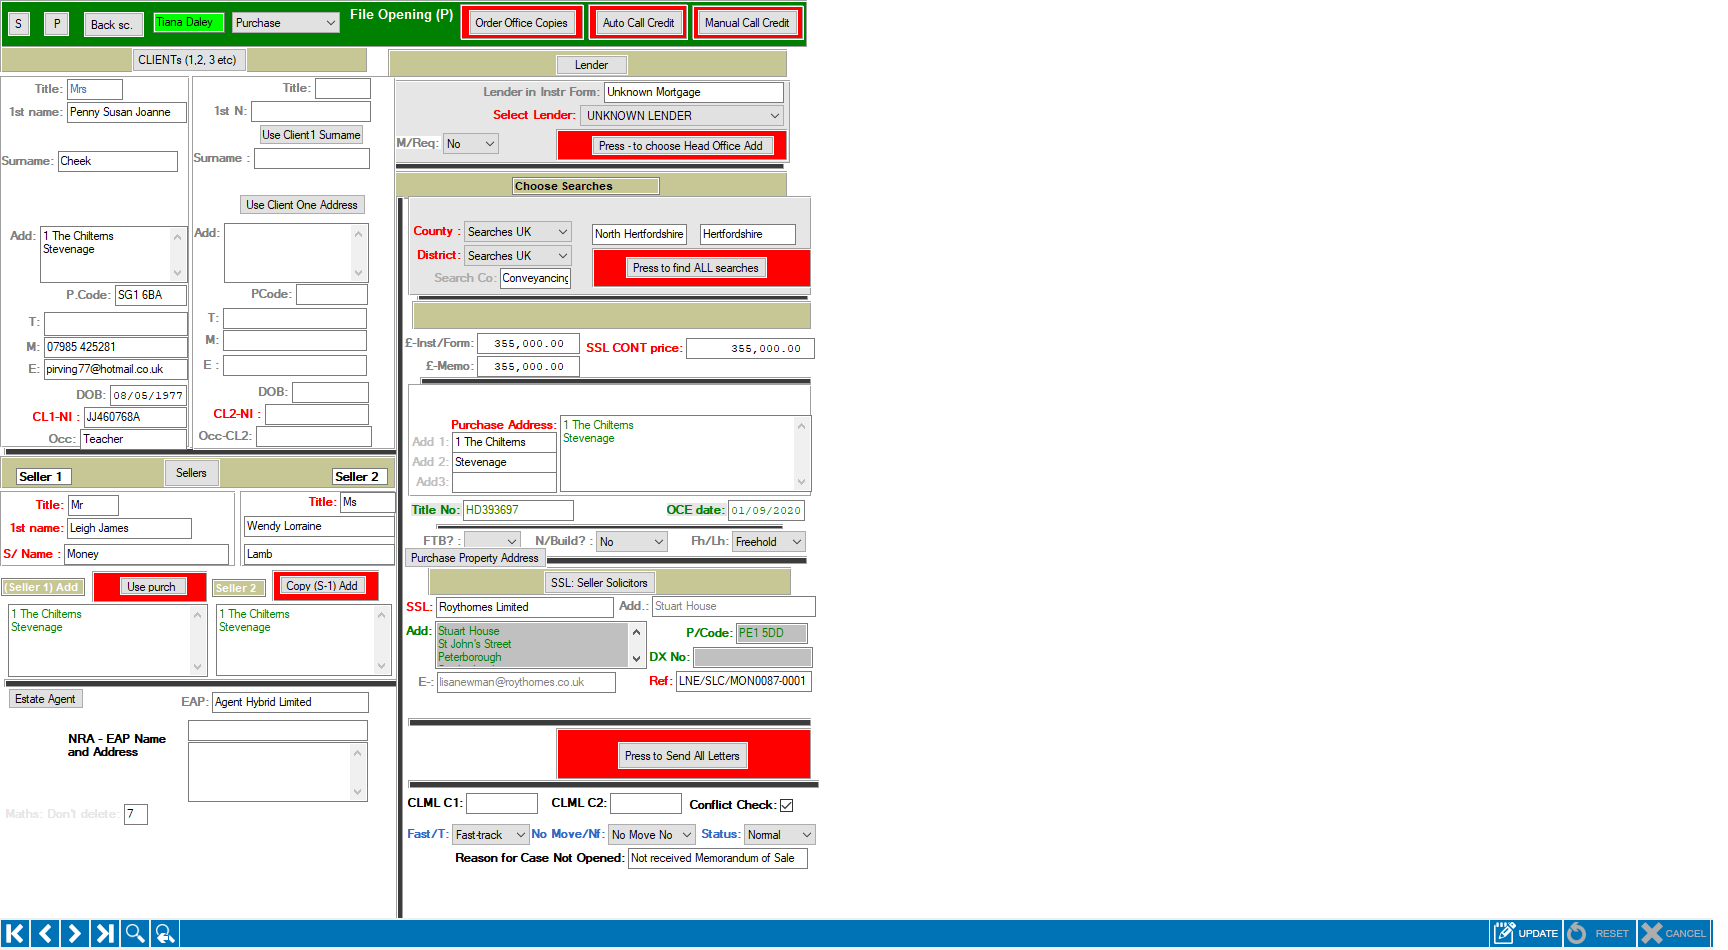 S P Back sc. Tiana Daley Purchase File Opening (P) Order Office Copies Auto Call Credit Manual Call Credit
CLIENTs (1,2, 3 etc)
Title: Mrs
1st name: Penny Susan Joanne
Surname: Cheek
Add: 1 The Chilterns
Stevenage
P.Code: SG1 6BA
T:
M: 07985 425281
E: pirving77@hotmail.co.uk
DOB: 08/05/1977
CL1-NI : JJ460768A
Occ: Teacher
Title:
1st N:
Use Client1 Surname
Surname :
Use Client One Address
Add:
PCode:
T:
M:
E :
DOB:
CL2-NI :
Occ-CL2:
Seller 1 Sellers Seller 2
Title: Mr
1st name: Leigh James
S/ Name : Money
Title: Ms
Wendy Lorraine
Lamb
(Seller 1) Add Use purch Seller 2 Copy (S-1) Add
1 The Chilterns
Stevenage
1 The Chilterns
Stevenage
Estate Agent EAP: Agent Hybrid Limited
NRA - EAP Name
and Address
Maths: Don't delete: 7
Lender
Lender in Instr Form: Unknown Mortgage
Select Lender: UNKNOWN LENDER
M/Req: No Press - to choose Head Office Add
Choose Searches
County : Searches UK North Hertfordshire Hertfordshire
District: Searches UK Press to find ALL searches
Search Co: Conveyancing
£-Inst/Form: 355,000.00 SSL CONT price: 355,000.00
£-Memo: 355,000.00
Purchase Address: 1 The Chilterns
Stevenage
Add 1: 1 The Chilterns
Add 2: Stevenage
Add3:
Title No: HD393697 OCE date: 01/09/2020
FTB? : N/Build? : No Fh/Lh: Freehold
Purchase Property Address
SSL: Seller Solicitors
SSL: Roythornes Limited Add.: Stuart House
Add: Stuart House
St John's Street
Peterborough
P/Code: PE1 5DD
DX No:
E-: lisanewman@roythornes.co.uk Ref: LNE/SLC/MON0087-0001
Press to Send All Letters
CLML C1: CLML C2: Conflict Check:
Fast/T: Fast-track No Move/Nf: No Move No Status: Normal
Reason for Case Not Opened: Not received Memorandum of Sale
UPDATE RESET CANCEL